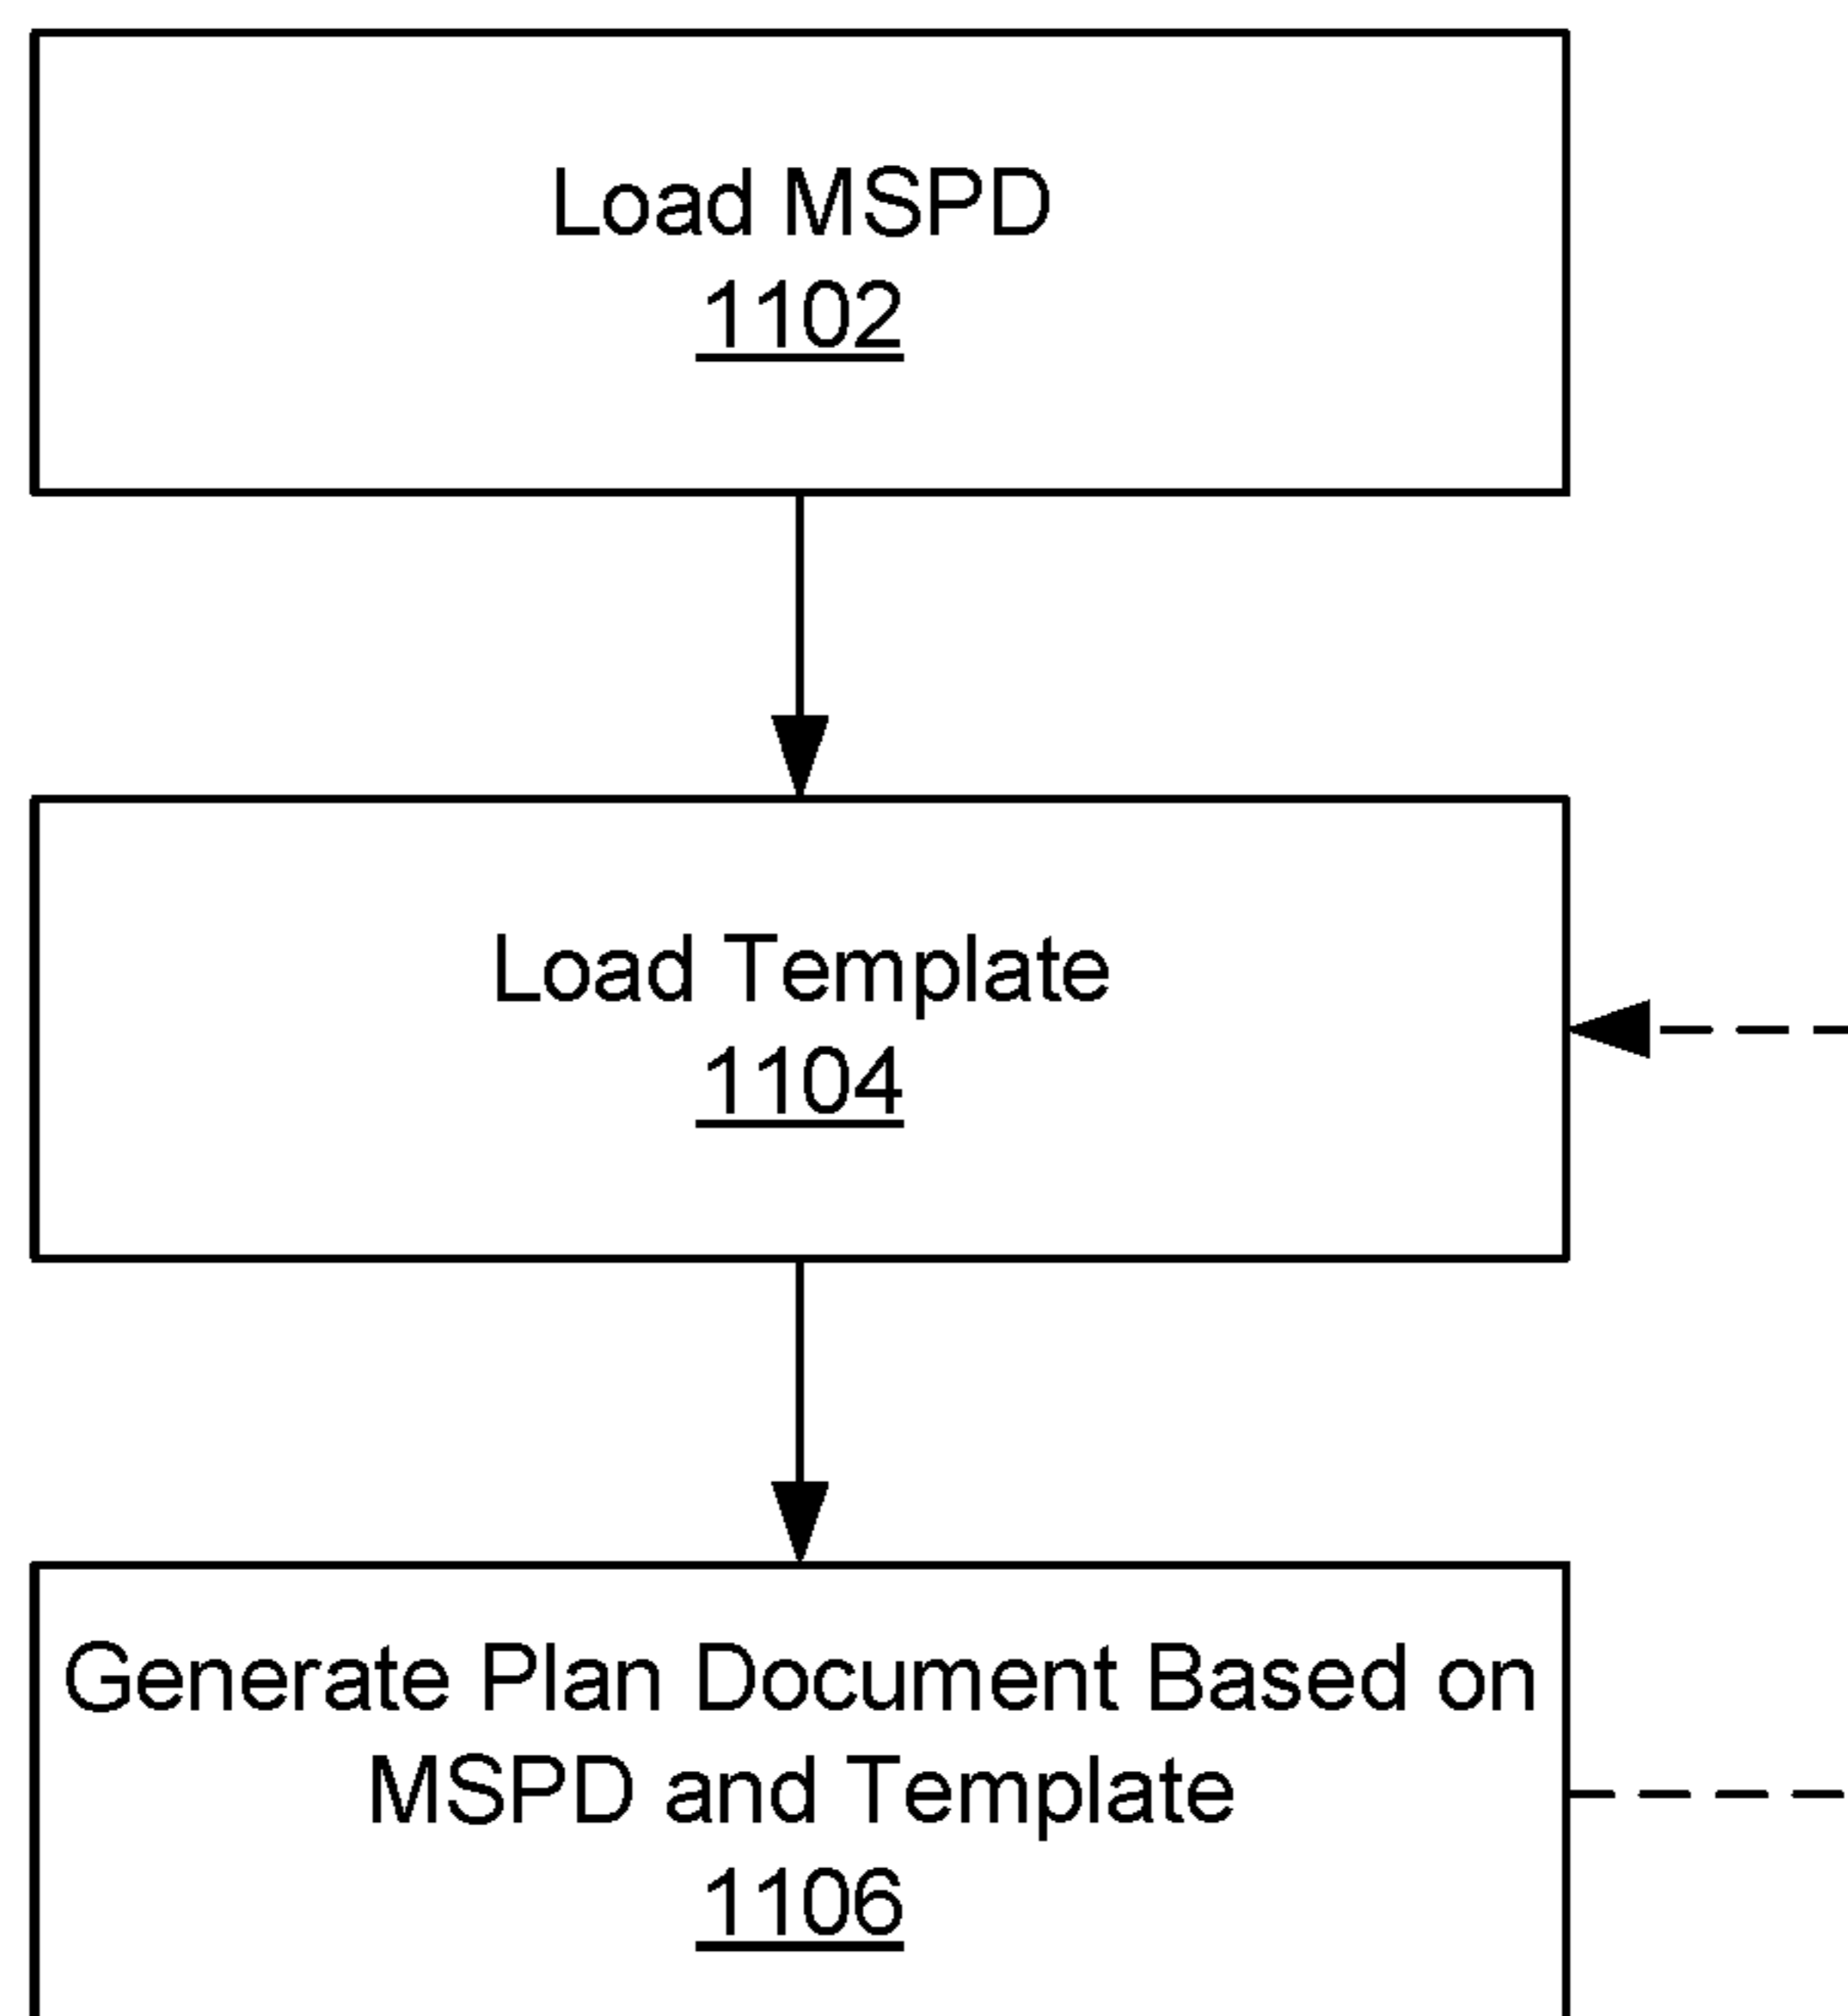 Load MSPD
1102
Load Template
1104
Generate Plan Document Based on
MSPD and Template
1106